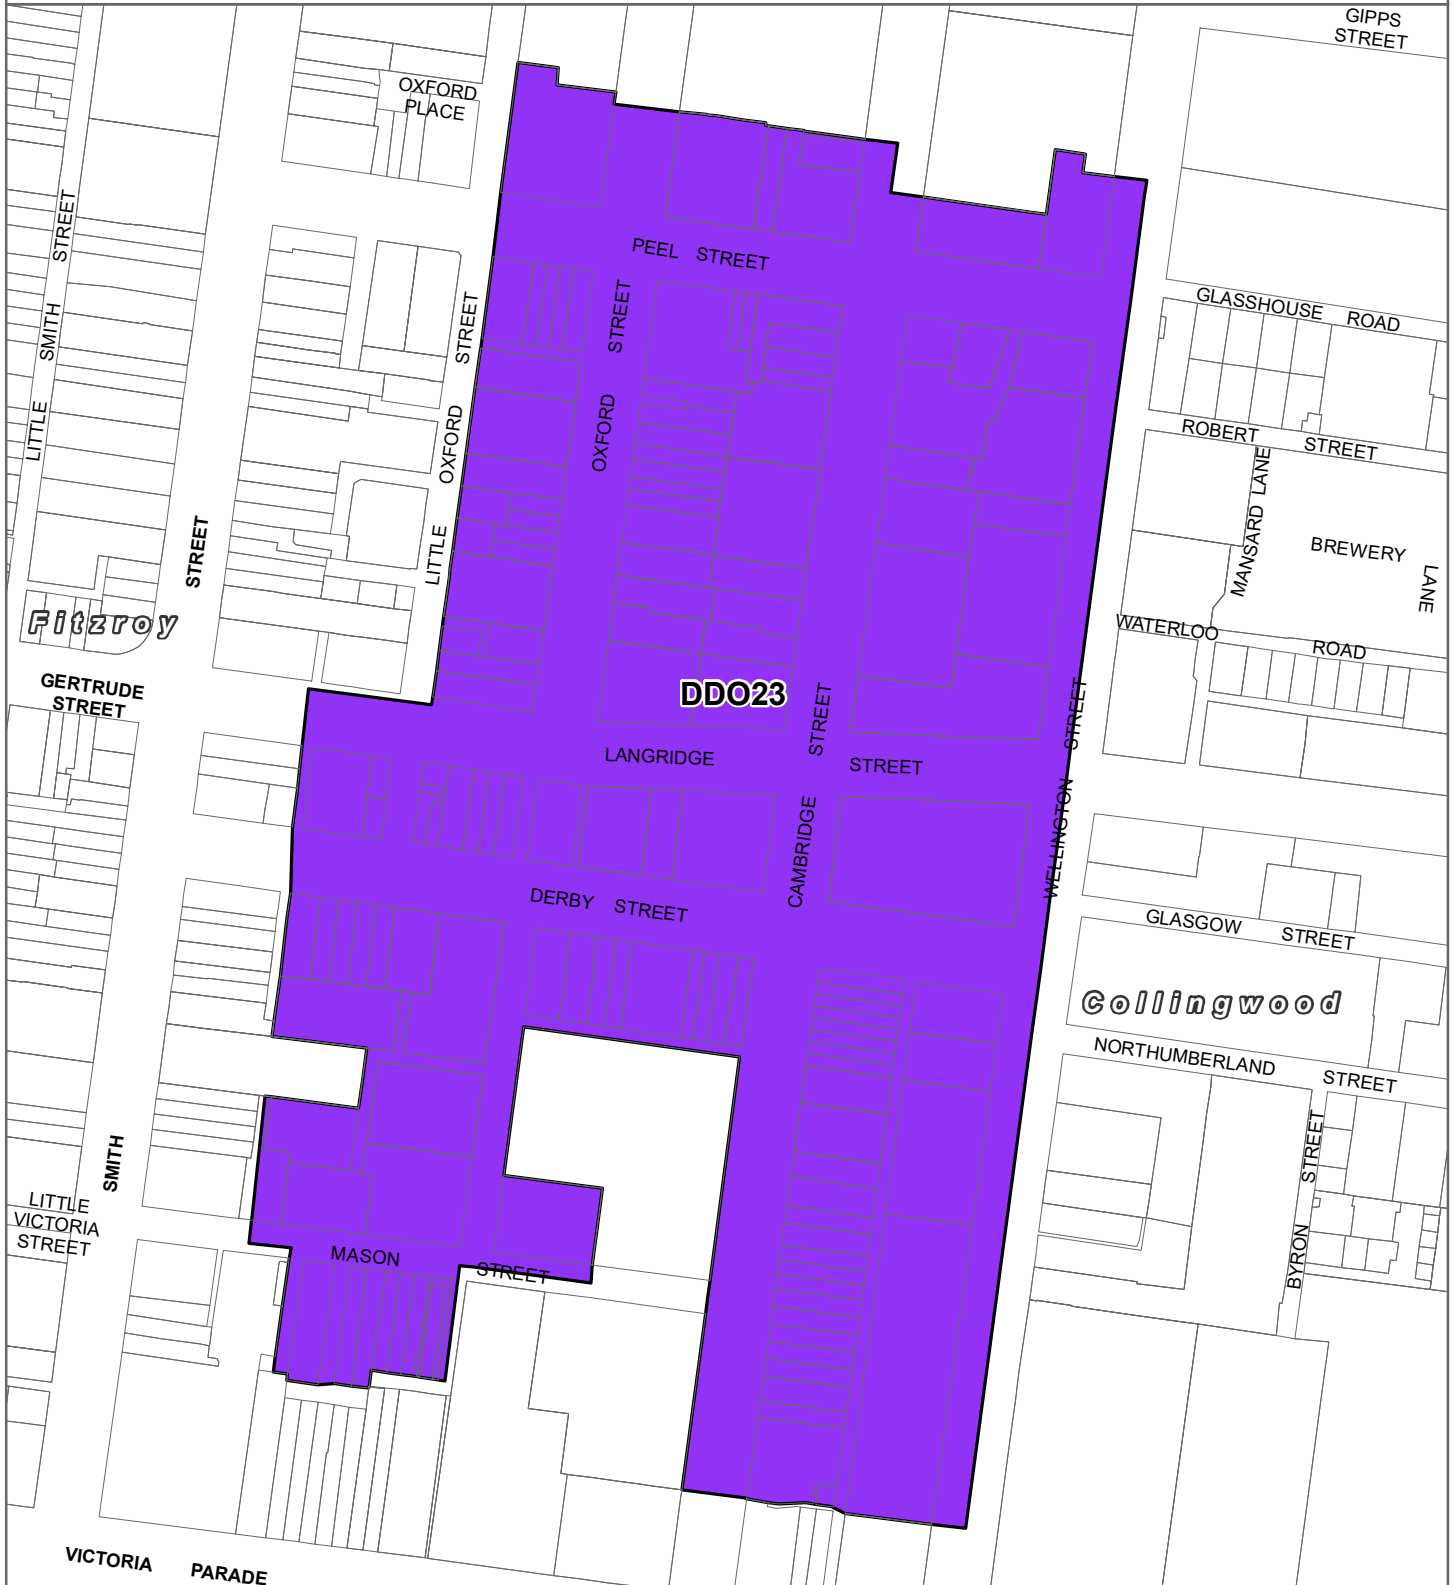 GIPPS
STREET
OXFORD
PLACE
LITTLE SMITH STREET
PEEL STREET
GLASSHOUSE ROAD
LITTLE OXFORD STREET
OXFORD STREET
ROBERT STREET
MANSARD LANE
BREWERY
LANE
STREET
Fitzroy
WATERLOO ROAD
GERTRUDE
STREET
DDO23
LANGRIDGE STREET
CAMBRIDGE STREET
WELLINGTON STREET
DERBY STREET
GLASGOW STREET
Collingwood
NORTHUMBERLAND STREET
SMITH
BYRON STREET
LITTLE
VICTORIA
STREET
MASON STREET
VICTORIA PARADE